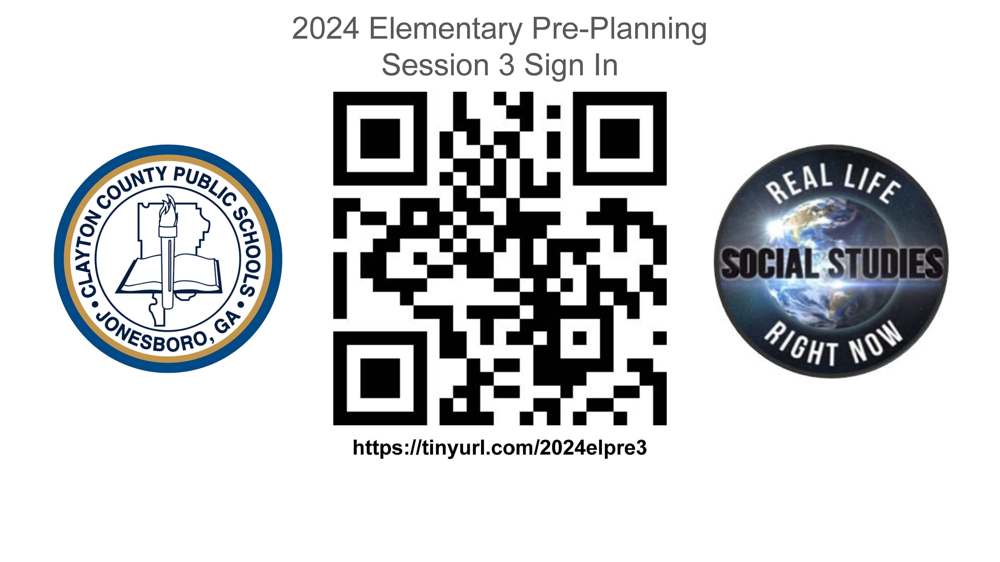 2024 Elementary Pre-Planning
Session 3 Sign In
CLAYTON COUNTY PUBLIC SCHOOLS
• JONESBORO, GA •
REAL LIFE
SOCIAL STUDIES
RIGHT NOW
https://tinyurl.com/2024elpre3